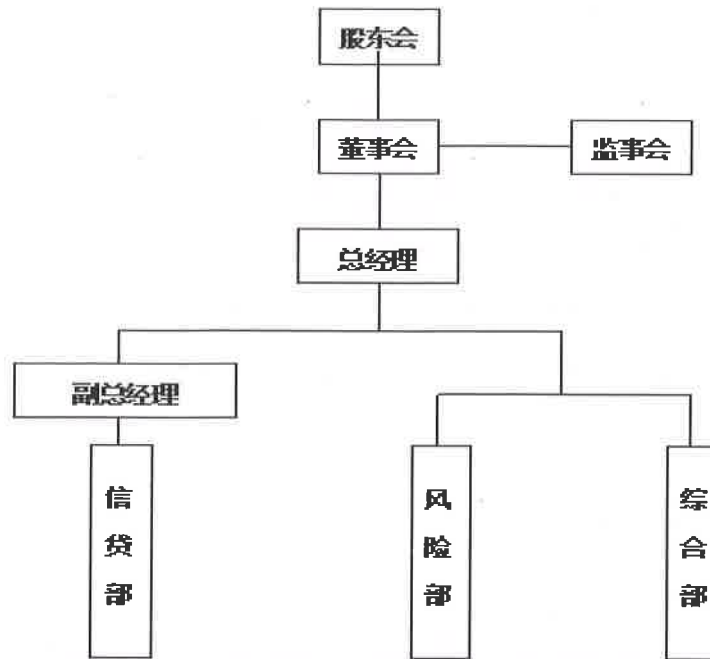 股东会
董事会
监事会
总经理
副总经理
信贷部
风险部
综合部